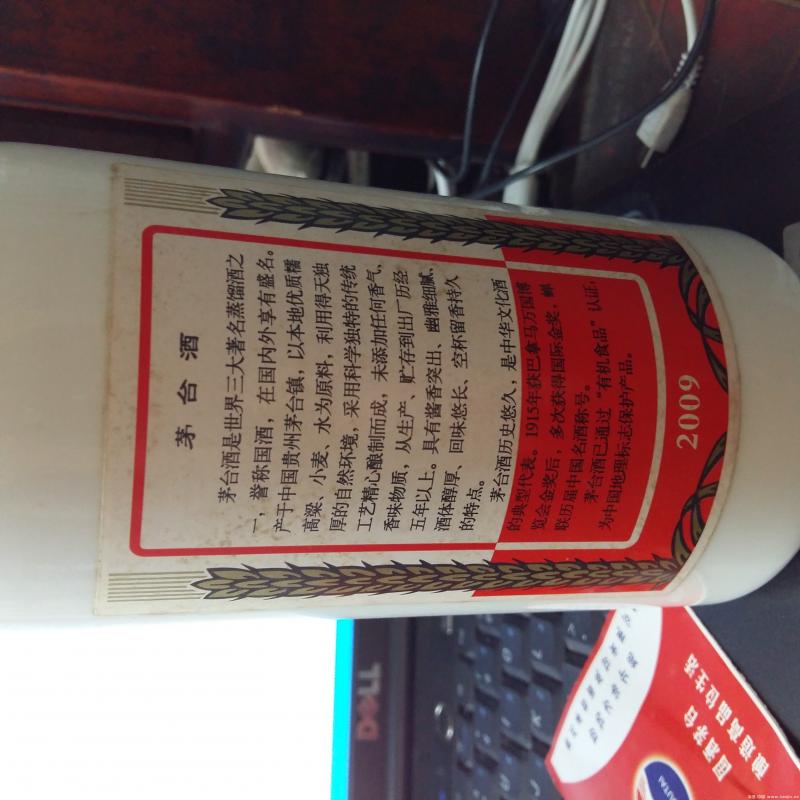 茅台酒
茅台酒是世界三大著名蒸馏酒之
一，誉称国酒，在国内外享有盛名。
产于中国贵州茅台镇，以本地优质糯
高粱、小麦、水为原料，利用得天独
厚的自然环境，采用科学独特的传统
工艺精心酿制而成，未添加任何香气、
香味物质，从生产、贮存到出厂历经
五年以上。具有酱香突出、幽雅细腻、
酒体醇厚、回味悠长、空杯留香持久
的特点。
茅台酒历史悠久，是中华文化酒
的典型代表。1915年获巴拿马万国博
览会金奖后，多次获得国际金奖，蝉
联历届中国名酒称号。
茅台酒已通过“有机食品”认证，
为中国地理标志保护产品。
2009
DELL
国酒茅台
酿造高品位生活